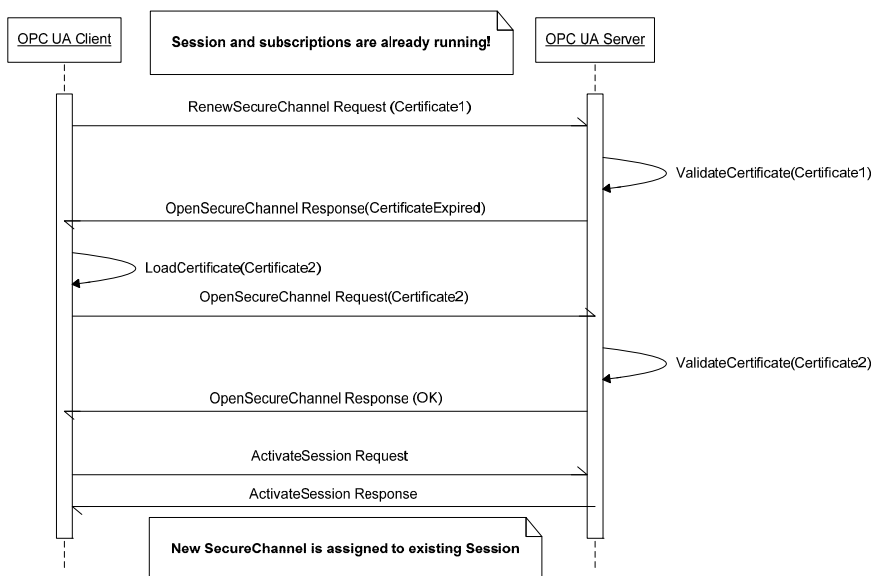 OPC UA Client
Session and subscriptions are already running!
OPC UA Server
RenewSecureChannel Request (Certificate1)
ValidateCertificate(Certificate1)
OpenSecureChannel Response(CertificateExpired)
LoadCertificate(Certificate2)
OpenSecureChannel Request(Certificate2)
ValidateCertificate(Certificate2)
OpenSecureChannel Response (OK)
ActivateSession Request
ActivateSession Response
New SecureChannel is assigned to existing Session